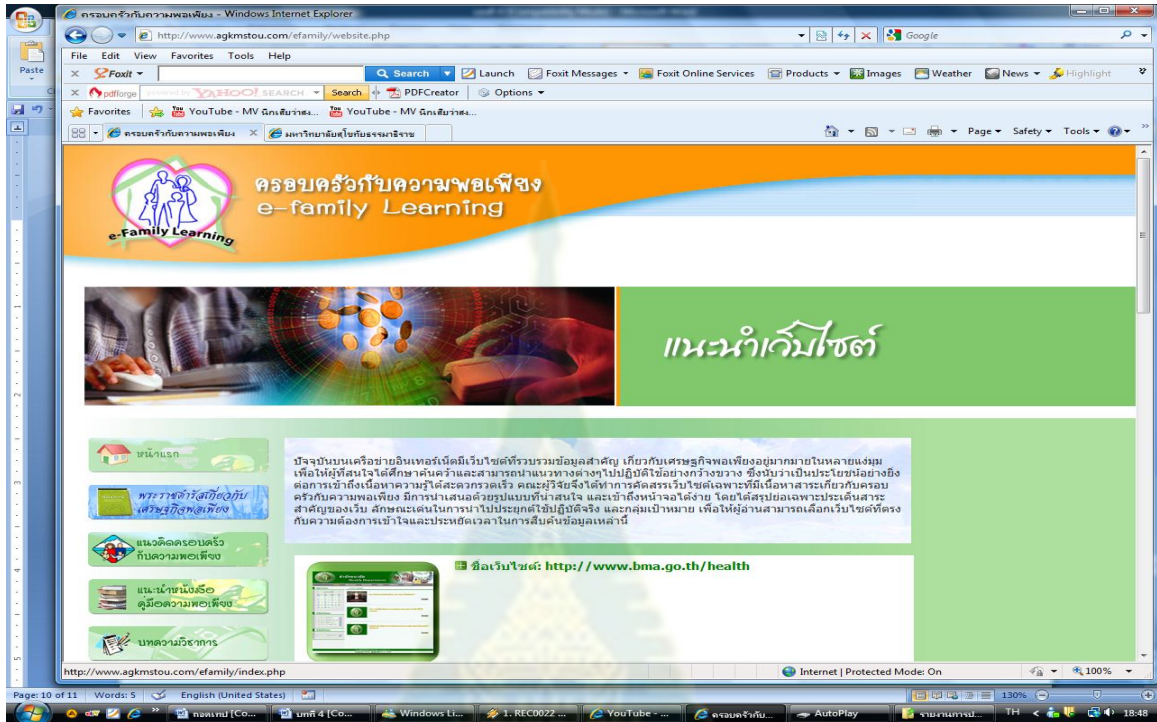 ครอบครัวกับความพอเพียง - Windows Internet Explorer
http://www.agkmstou.com/efamily/website.php
Google
File Edit View Favorites Tools Help
Paste
Foxit Search Launch Foxit Messages Foxit Online Services Products Images Weather News Highlight
pdfforge powered by YAHOO! SEARCH Search PDFCreator Options
Favorites YouTube - MV นึกเสียว่าสง... YouTube - MV นึกเสียว่าสง...
ครอบครัวกับความพอเพียง มหาวิทยาลัยสุโขทัยธรรมาธิราช Page Safety Tools
ครอบครัวกับความพอเพียง
e-family Learning
e-Family Learning
แนะนำเว็บไซต์
หน้าแรก
พระราชดำรัสเกี่ยวกับ
เศรษฐกิจพอเพียง
แนวคิดครอบครัว
กับความพอเพียง
แนะนำหนังสือ
คู่มือความพอเพียง
บทความวิชาการ
ปัจจุบันบนเครือข่ายอินเทอร์เน็ตมีเว็บไซต์ที่รวบรวมข้อมูลสำคัญ เกี่ยวกับเศรษฐกิจพอเพียงอยู่มากมายในหลายแง่มุม
เพื่อให้ผู้ที่สนใจได้ศึกษาค้นคว้าและสามารถนำแนวทางต่างๆไปปฏิบัติใช้อย่างกว้างขวาง ซึ่งนับว่าเป็นประโยชน์อย่างยิ่ง
ต่อการเข้าถึงเนื้อหาความรู้ได้สะดวกรวดเร็ว คณะผู้วิจัยจึงได้ทำการคัดสรรเว็บไซต์เฉพาะที่มีเนื้อหาสาระเกี่ยวกับครอบ
ครัวกับความพอเพียง มีการนำเสนอด้วยรูปแบบที่น่าสนใจ และเข้าถึงหน้าจอได้ง่าย โดยได้สรุปย่อเฉพาะประเด็นสาระ
สำคัญของเว็บ ลักษณะเด่นในการนำไปประยุกต์ใช้ปฏิบัติจริง และกลุ่มเป้าหมาย เพื่อให้ผู้อ่านสามารถเลือกเว็บไซต์ที่ตรง
กับความต้องการเข้าใจและประหยัดเวลาในการสืบค้นข้อมูลเหล่านี้
ชื่อเว็บไซต์: http://www.bma.go.th/health
http://www.agkmstou.com/efamily/index.php Internet | Protected Mode: On 100%
Page: 10 of 11 Words: 5 English (United States) 130%
ถอดเทป [Co... บทที่ 4 [Co... Windows Li... 1. REC0022 ... YouTube - ... ครอบครัวกับ... AutoPlay รายงานการป... TH 18:48